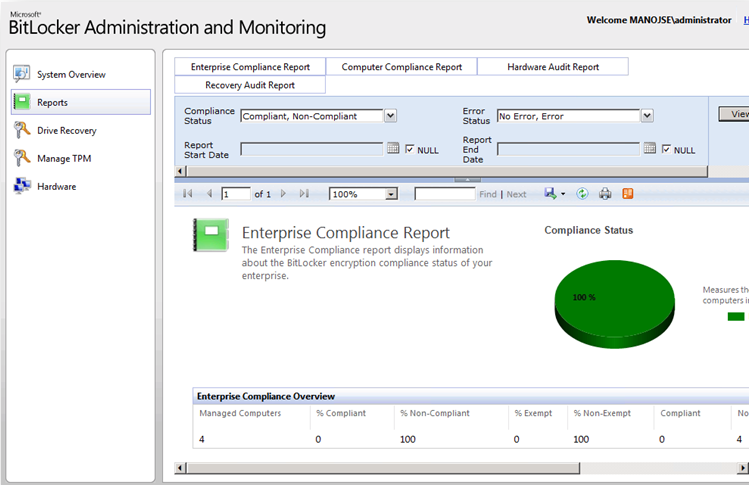 Microsoft®
BitLocker Administration and Monitoring
Welcome MANOJSE\administrator
System Overview
Reports
Drive Recovery
Manage TPM
Hardware
Enterprise Compliance Report
Computer Compliance Report
Hardware Audit Report
Recovery Audit Report
Compliance Status
Compliant, Non-Compliant
Error Status
No Error, Error
View
Report Start Date
NULL
Report End Date
NULL
1 of 1
100%
Find | Next
Enterprise Compliance Report
The Enterprise Compliance report displays information
about the BitLocker encryption compliance status of your
enterprise.
Compliance Status
100 %
Measures the
computers in
Enterprise Compliance Overview
Managed Computers % Compliant % Non-Compliant % Exempt % Non-Exempt Compliant No
4 0 100 0 100 0 4